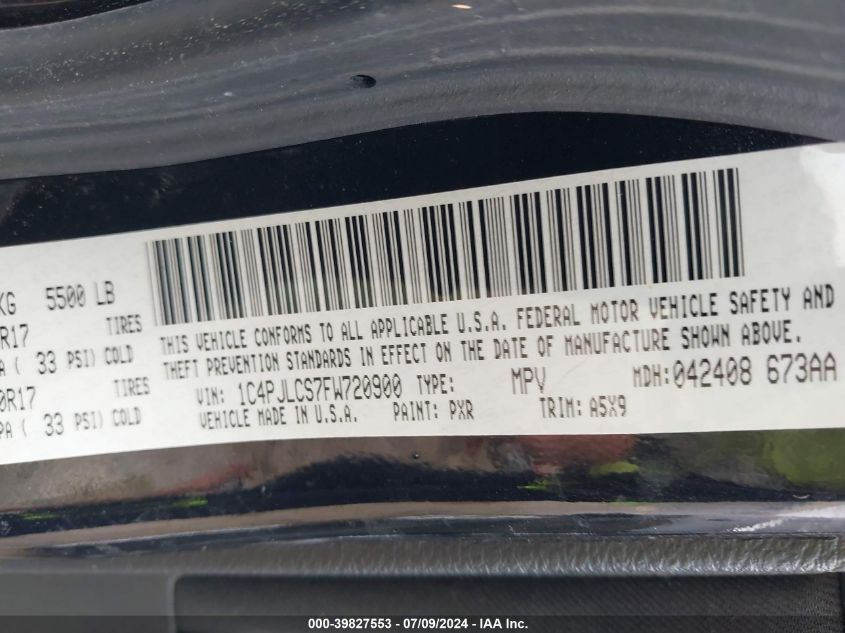 KG 5500 LB
R17 TIRES
PA ( 33 PSI) COLD
0R17 TIRES
PA ( 33 PSI) COLD
THIS VEHICLE CONFORMS TO ALL APPLICABLE U.S.A. FEDERAL MOTOR VEHICLE SAFETY AND
THEFT PREVENTION STANDARDS IN EFFECT ON THE DATE OF MANUFACTURE SHOWN ABOVE.
VIN: 1C4PJLCS7FW720900 TYPE: MPV MDH:042408 673AA
VEHICLE MADE IN U.S.A. PAINT: PXR TRIM: A5X9
000-39827553 - 07/09/2024 - IAA Inc.